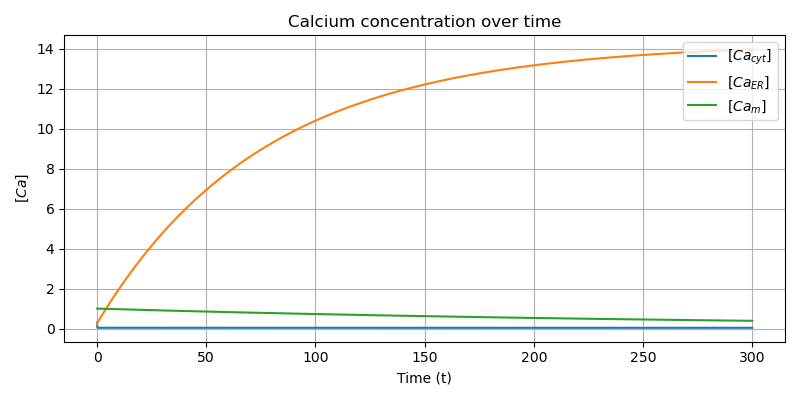 Calcium concentration over time
[Ca_cyt]
[Ca_ER]
[Ca_m]
[Ca]
14
12
10
8
6
4
2
0
0 50 100 150 200 250 300
Time (t)